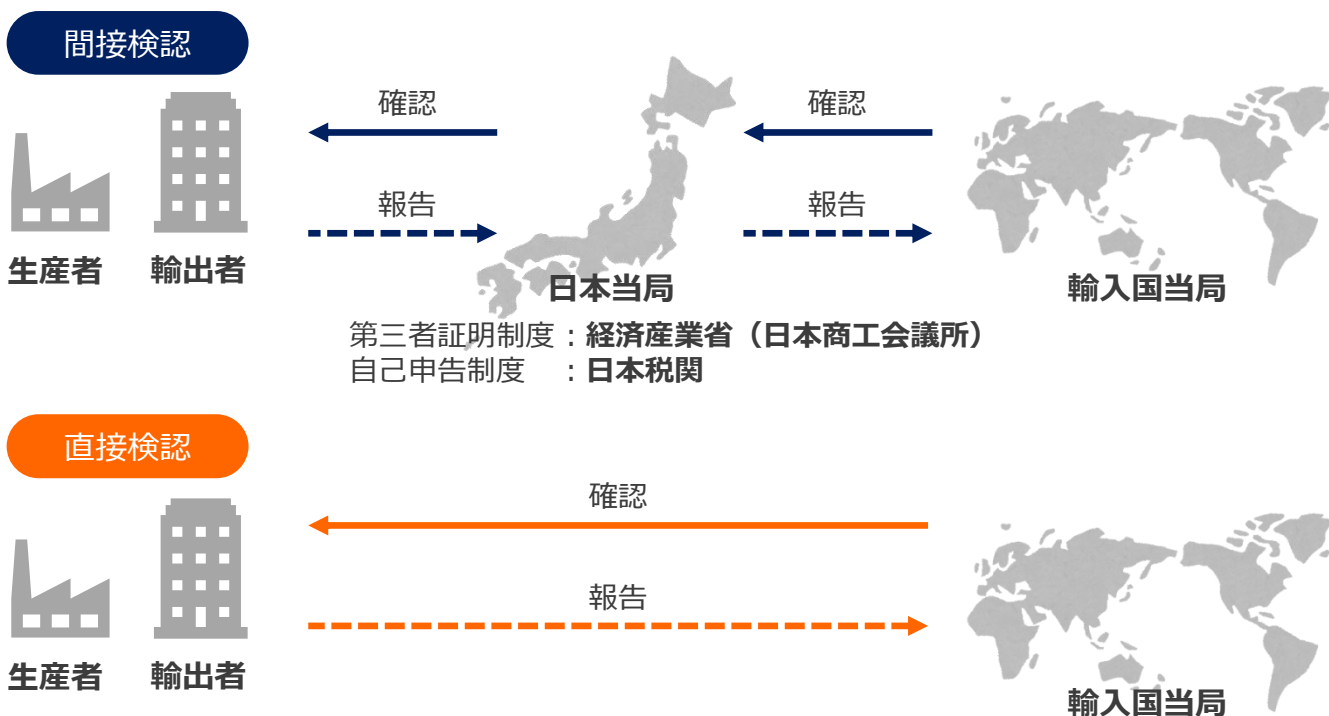 間接検認
確認
確認
報告
報告
生産者
輸出者
日本当局
輸入国当局
第三者証明制度：経済産業省（日本商工会議所）
自己申告制度　：日本税関
直接検認
確認
報告
生産者
輸出者
輸入国当局